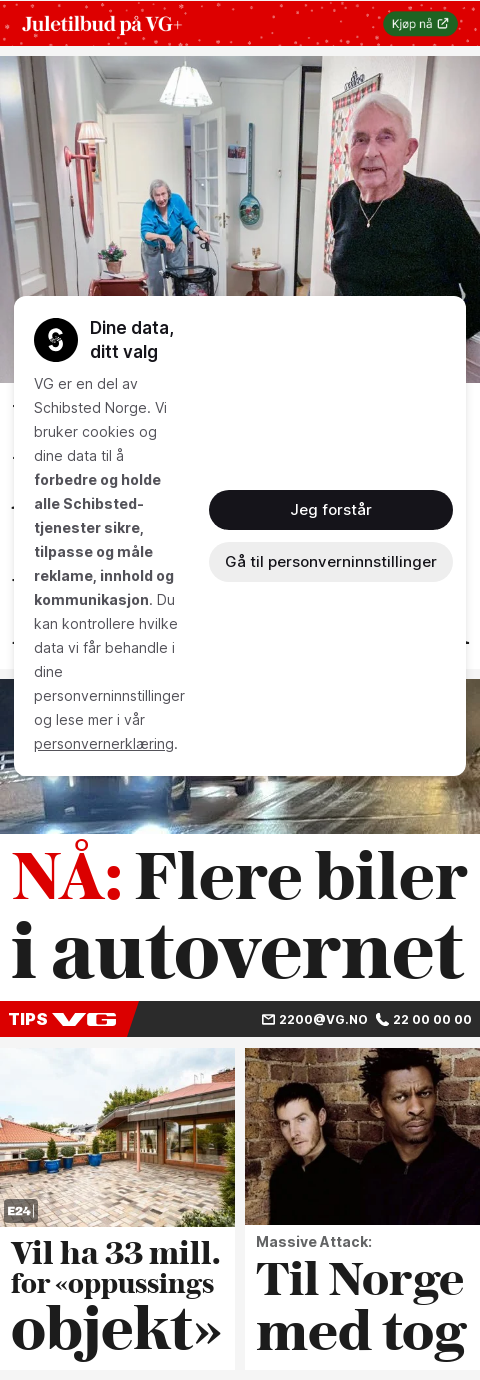 Juletilbud på VG+
Kjøp nå
Dine data,
ditt valg
VG er en del av
Schibsted Norge. Vi
bruker cookies og
dine data til å
forbedre og holde
alle Schibsted-
tjenester sikre,
tilpasse og måle
reklame, innhold og
kommunikasjon. Du
kan kontrollere hvilke
data vi får behandle i
dine
personverninnstillinger
og lese mer i vår
personvernerklæring.
Jeg forstår
Gå til personverninnstillinger
NÅ: Flere biler
i autovernet
TIPS VG 2200@VG.NO 22 00 00 00
E24
Vil ha 33 mill.
for «oppussings
objekt»
Massive Attack:
Til Norge
med tog